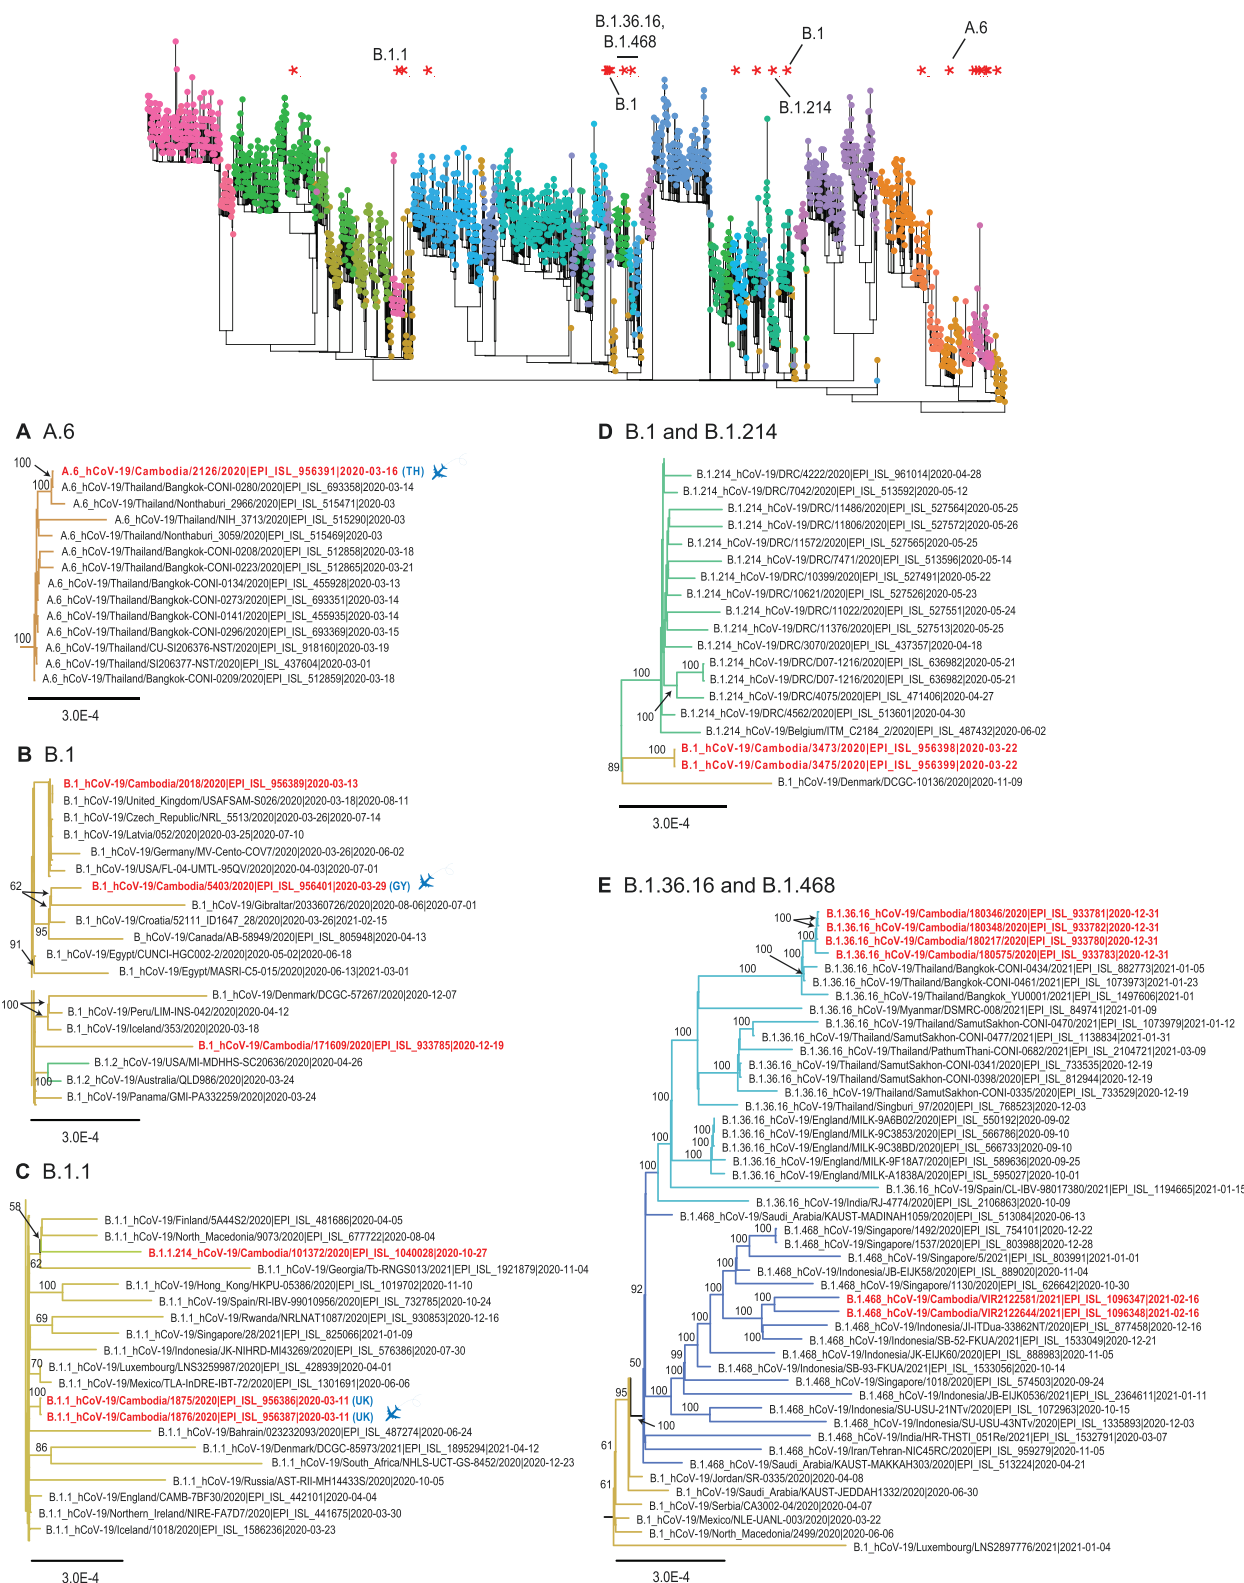 B.1.36.16,
B.1.468
A.6
B.1
B.1.1
B.1
B.1.214
A A.6
100
A.6_hCoV-19/Cambodia/2126/2020|EPI_ISL_956391|2020-03-16 (TH)
100
A.6_hCoV-19/Thailand/Bangkok-CONI-0280/2020|EPI_ISL_693358|2020-03-14
A.6_hCoV-19/Thailand/Nonthaburi_2966/2020|EPI_ISL_515471|2020-03
A.6_hCoV-19/Thailand/NIH_3713/2020|EPI_ISL_515290|2020-03
A.6_hCoV-19/Thailand/Nonthaburi_3059/2020|EPI_ISL_515469|2020-03
A.6_hCoV-19/Thailand/Bangkok-CONI-0208/2020|EPI_ISL_512858|2020-03-18
A.6_hCoV-19/Thailand/Bangkok-CONI-0223/2020|EPI_ISL_512865|2020-03-21
A.6_hCoV-19/Thailand/Bangkok-CONI-0134/2020|EPI_ISL_455928|2020-03-13
A.6_hCoV-19/Thailand/Bangkok-CONI-0273/2020|EPI_ISL_693351|2020-03-14
A.6_hCoV-19/Thailand/Bangkok-CONI-0141/2020|EPI_ISL_455935|2020-03-14
A.6_hCoV-19/Thailand/Bangkok-CONI-0296/2020|EPI_ISL_693369|2020-03-15
100
A.6_hCoV-19/Thailand/CU-SI206376-NST/2020|EPI_ISL_918160|2020-03-19
A.6_hCoV-19/Thailand/SI206377-NST/2020|EPI_ISL_437604|2020-03-01
A.6_hCoV-19/Thailand/Bangkok-CONI-0209/2020|EPI_ISL_512859|2020-03-18
3.0E-4
B B.1
B.1_hCoV-19/Cambodia/2018/2020|EPI_ISL_956389|2020-03-13
B.1_hCoV-19/United_Kingdom/USAFSAM-S026/2020|2020-03-18|2020-08-11
B.1_hCoV-19/Czech_Republic/NRL_5513/2020|2020-03-26|2020-07-14
B.1_hCoV-19/Latvia/052/2020|2020-03-25|2020-07-10
B.1_hCoV-19/Germany/MV-Cento-COV7/2020|2020-03-26|2020-06-02
B.1_hCoV-19/USA/FL-04-UMTL-95QV/2020|2020-04-03|2020-07-01
62
B.1_hCoV-19/Cambodia/5403/2020|EPI_ISL_956401|2020-03-29 (GY)
B.1_hCoV-19/Gibraltar/203360726/2020|2020-08-06|2020-07-01
B.1_hCoV-19/Croatia/52111_ID1647_28/2020|2020-03-26|2021-02-15
95
B_hCoV-19/Canada/AB-58949/2020|EPI_ISL_805948|2020-04-13
91
B.1_hCoV-19/Egypt/CUNCI-HGC002-2/2020|2020-05-02|2020-06-18
B.1_hCoV-19/Egypt/MASRI-C5-015/2020|2020-06-13|2021-03-01
B.1_hCoV-19/Denmark/DCGC-57267/2020|2020-12-07
100
B.1_hCoV-19/Peru/LIM-INS-042/2020|2020-04-12
B.1_hCoV-19/Iceland/353/2020|2020-03-18
B.1_hCoV-19/Cambodia/171609/2020|EPI_ISL_933785|2020-12-19
B.1.2_hCoV-19/USA/MI-MDHHS-SC20636/2020|2020-04-26
100
B.1.2_hCoV-19/Australia/QLD986/2020|2020-03-24
B.1_hCoV-19/Panama/GMI-PA332259/2020|2020-03-24
3.0E-4
C B.1.1
58
B.1.1_hCoV-19/Finland/5A44S2/2020|EPI_ISL_481686|2020-04-05
B.1.1_hCoV-19/North_Macedonia/9073/2020|EPI_ISL_677722|2020-08-04
B.1.1.214_hCoV-19/Cambodia/101372/2020|EPI_ISL_1040028|2020-10-27
62
B.1.1_hCoV-19/Georgia/Tb-RNGS013/2021|EPI_ISL_1921879|2020-11-04
100
B.1.1_hCoV-19/Hong_Kong/HKPU-05386/2020|EPI_ISL_1019702|2020-11-10
B.1.1_hCoV-19/Spain/RI-IBV-99010956/2020|EPI_ISL_732785|2020-10-24
69
B.1.1_hCoV-19/Rwanda/NRLNAT1087/2020|EPI_ISL_930853|2020-12-16
B.1.1_hCoV-19/Singapore/28/2021|EPI_ISL_825066|2021-01-09
B.1.1_hCoV-19/Indonesia/JK-NIHRD-MI43269/2020|EPI_ISL_576386|2020-07-30
70
B.1.1_hCoV-19/Luxembourg/LNS3259987/2020|EPI_ISL_428939|2020-04-01
B.1.1_hCoV-19/Mexico/TLA-InDRE-IBT-72/2020|EPI_ISL_1301691|2020-06-06
100
B.1.1_hCoV-19/Cambodia/1875/2020|EPI_ISL_956386|2020-03-11 (UK)
B.1.1_hCoV-19/Cambodia/1876/2020|EPI_ISL_956387|2020-03-11 (UK)
B.1.1_hCoV-19/Bahrain/023232093/2020|EPI_ISL_487274|2020-06-24
86
B.1.1_hCoV-19/Denmark/DCGC-85973/2021|EPI_ISL_1895294|2021-04-12
B.1.1_hCoV-19/South_Africa/NHLS-UCT-GS-8452/2020|2020-12-23
B.1.1_hCoV-19/Russia/AST-RII-MH14433S/2020|2020-10-05
B.1.1_hCoV-19/England/CAMB-7BF30/2020|EPI_ISL_442101|2020-04-04
B.1.1_hCoV-19/Northern_Ireland/NIRE-FA7D7/2020|EPI_ISL_441675|2020-03-30
B.1.1_hCoV-19/Iceland/1018/2020|EPI_ISL_1586236|2020-03-23
3.0E-4
D B.1 and B.1.214
B.1.214_hCoV-19/DRC/4222/2020|EPI_ISL_961014|2020-04-28
B.1.214_hCoV-19/DRC/7042/2020|EPI_ISL_513592|2020-05-12
B.1.214_hCoV-19/DRC/11486/2020|EPI_ISL_527564|2020-05-25
B.1.214_hCoV-19/DRC/11806/2020|EPI_ISL_527572|2020-05-26
B.1.214_hCoV-19/DRC/11572/2020|EPI_ISL_527565|2020-05-25
B.1.214_hCoV-19/DRC/7471/2020|EPI_ISL_513596|2020-05-14
B.1.214_hCoV-19/DRC/10399/2020|EPI_ISL_527491|2020-05-22
B.1.214_hCoV-19/DRC/10621/2020|EPI_ISL_527526|2020-05-23
B.1.214_hCoV-19/DRC/11022/2020|EPI_ISL_527551|2020-05-24
B.1.214_hCoV-19/DRC/11376/2020|EPI_ISL_527513|2020-05-25
B.1.214_hCoV-19/DRC/3070/2020|EPI_ISL_437357|2020-04-18
100
100
B.1.214_hCoV-19/DRC/D07-1216/2020|EPI_ISL_636982|2020-05-21
B.1.214_hCoV-19/DRC/D07-1216/2020|EPI_ISL_636982|2020-05-21
B.1.214_hCoV-19/DRC/4075/2020|EPI_ISL_471406|2020-04-27
100
B.1.214_hCoV-19/DRC/4562/2020|EPI_ISL_513601|2020-04-30
B.1.214_hCoV-19/Belgium/ITM_C2184_2/2020|EPI_ISL_487432|2020-06-02
100
B.1_hCoV-19/Cambodia/3473/2020|EPI_ISL_956398|2020-03-22
89
B.1_hCoV-19/Cambodia/3475/2020|EPI_ISL_956399|2020-03-22
B.1_hCoV-19/Denmark/DCGC-10136/2020|2020-11-09
3.0E-4
E B.1.36.16 and B.1.468
100
B.1.36.16_hCoV-19/Cambodia/180346/2020|EPI_ISL_933781|2020-12-31
B.1.36.16_hCoV-19/Cambodia/180348/2020|EPI_ISL_933782|2020-12-31
100
B.1.36.16_hCoV-19/Cambodia/180217/2020|EPI_ISL_933780|2020-12-31
100
B.1.36.16_hCoV-19/Cambodia/180575/2020|EPI_ISL_933783|2020-12-31
100
B.1.36.16_hCoV-19/Thailand/Bangkok-CONI-0434/2021|EPI_ISL_882773|2021-01-05
B.1.36.16_hCoV-19/Thailand/Bangkok-CONI-0461/2021|EPI_ISL_1073973|2021-01-23
B.1.36.16_hCoV-19/Thailand/Bangkok_YU0001/2021|EPI_ISL_1497606|2021-01
B.1.36.16_hCoV-19/Myanmar/DSMRC-008/2021|EPI_ISL_849741|2021-01-09
100
B.1.36.16_hCoV-19/Thailand/SamutSakhon-CONI-0470/2021|EPI_ISL_1073979|2021-01-12
100
B.1.36.16_hCoV-19/Thailand/SamutSakhon-CONI-0477/2021|EPI_ISL_1138834|2021-01-31
B.1.36.16_hCoV-19/Thailand/PathumThani-CONI-0682/2021|EPI_ISL_2104721|2021-03-09
100
B.1.36.16_hCoV-19/Thailand/SamutSakhon-CONI-0341/2020|EPI_ISL_733535|2020-12-19
B.1.36.16_hCoV-19/Thailand/SamutSakhon-CONI-0398/2020|EPI_ISL_812944|2020-12-19
B.1.36.16_hCoV-19/Thailand/SamutSakhon-CONI-0335/2020|EPI_ISL_733529|2020-12-19
100
B.1.36.16_hCoV-19/Thailand/Singburi_97/2020|EPI_ISL_768523|2020-12-03
B.1.36.16_hCoV-19/England/MILK-9A6B02/2020|EPI_ISL_550192|2020-09-02
100
B.1.36.16_hCoV-19/England/MILK-9C3853/2020|EPI_ISL_566786|2020-09-10
100
100
B.1.36.16_hCoV-19/England/MILK-9C38BD/2020|EPI_ISL_566733|2020-09-10
100
B.1.36.16_hCoV-19/England/MILK-9F18A7/2020|EPI_ISL_589636|2020-09-25
100
B.1.36.16_hCoV-19/England/MILK-A1838A/2020|EPI_ISL_595027|2020-10-01
B.1.36.16_hCoV-19/Spain/CL-IBV-98017380/2021|EPI_ISL_1194665|2021-01-15
B.1.36.16_hCoV-19/India/RJ-4774/2020|EPI_ISL_2106863|2020-10-09
B.1.468_hCoV-19/Saudi_Arabia/KAUST-MADINAH1059/2020|EPI_ISL_513084|2020-06-13
100
B.1.468_hCoV-19/Singapore/1492/2020|EPI_ISL_754101|2020-12-22
B.1.468_hCoV-19/Singapore/1537/2020|EPI_ISL_803988|2020-12-28
100
B.1.468_hCoV-19/Singapore/5/2021|EPI_ISL_803991|2021-01-01
B.1.468_hCoV-19/Indonesia/JB-EIJK58/2020|EPI_ISL_889020|2020-11-04
100
92
B.1.468_hCoV-19/Singapore/1130/2020|EPI_ISL_626642|2020-10-30
100
B.1.468_hCoV-19/Cambodia/VIR2122581/2021|EPI_ISL_1096347|2021-02-16
100
B.1.468_hCoV-19/Cambodia/VIR2122644/2021|EPI_ISL_1096348|2021-02-16
B.1.468_hCoV-19/Indonesia/JI-ITDua-33862NT/2020|EPI_ISL_877458|2020-12-16
100
100
B.1.468_hCoV-19/Indonesia/SB-52-FKUA/2021|EPI_ISL_1533049|2020-12-21
99
B.1.468_hCoV-19/Indonesia/JK-EIJK60/2020|EPI_ISL_888983|2020-11-05
50
B.1.468_hCoV-19/Indonesia/SB-93-FKUA/2021|EPI_ISL_1533056|2020-10-14
B.1.468_hCoV-19/Singapore/1018/2020|EPI_ISL_574503|2020-09-24
95
100
100
B.1.468_hCoV-19/Indonesia/JB-EIJK0536/2021|EPI_ISL_2364611|2021-01-11
100
B.1.468_hCoV-19/Indonesia/SU-USU-21NTv/2020|EPI_ISL_1072963|2020-10-15
100
B.1.468_hCoV-19/Indonesia/SU-USU-43NTv/2020|EPI_ISL_1335893|2020-12-03
B.1.468_hCoV-19/India/HR-THSTI_051Re/2021|EPI_ISL_1532791|2020-03-07
61
B.1.468_hCoV-19/Iran/Tehran-NIC45RC/2020|EPI_ISL_959279|2020-11-05
B.1.468_hCoV-19/Saudi_Arabia/KAUST-MAKKAH303/2020|EPI_ISL_513224|2020-04-21
B.1_hCoV-19/Jordan/SR-0335/2020|2020-04-08
61
B.1_hCoV-19/Saudi_Arabia/KAUST-JEDDAH1332/2020|2020-06-30
B.1_hCoV-19/Serbia/CA3002-04/2020|2020-04-07
B.1_hCoV-19/Mexico/NLE-UANL-003/2020|2020-03-22
B.1_hCoV-19/North_Macedonia/2499/2020|2020-06-06
B.1_hCoV-19/Luxembourg/LNS2897776/2021|2021-01-04
3.0E-4